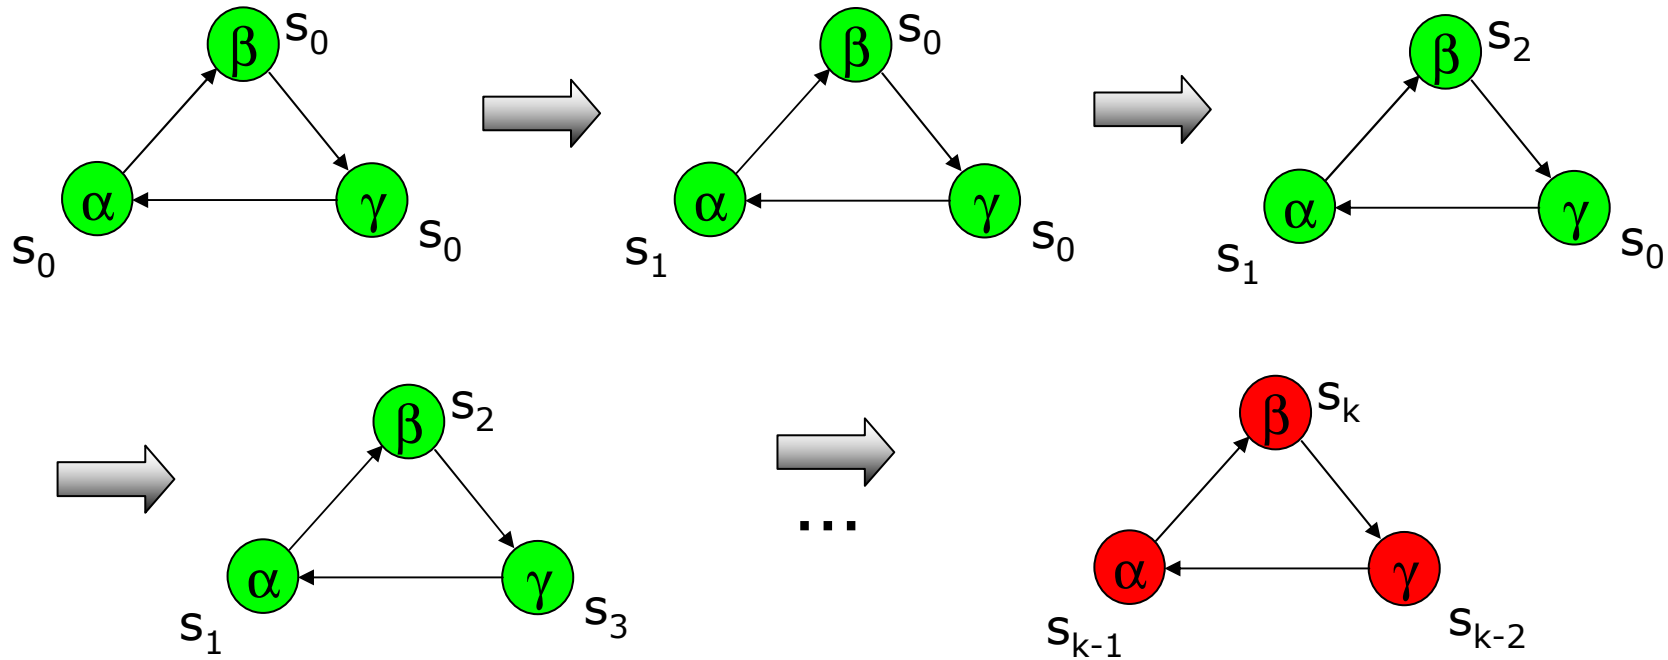 β s₀
α s₀
γ s₀
β s₀
α s₁
γ s₀
β s₂
α s₁
γ s₀
β s₂
α s₁
γ s₃
...
β sₖ
α sₖ₋₁
γ sₖ₋₂